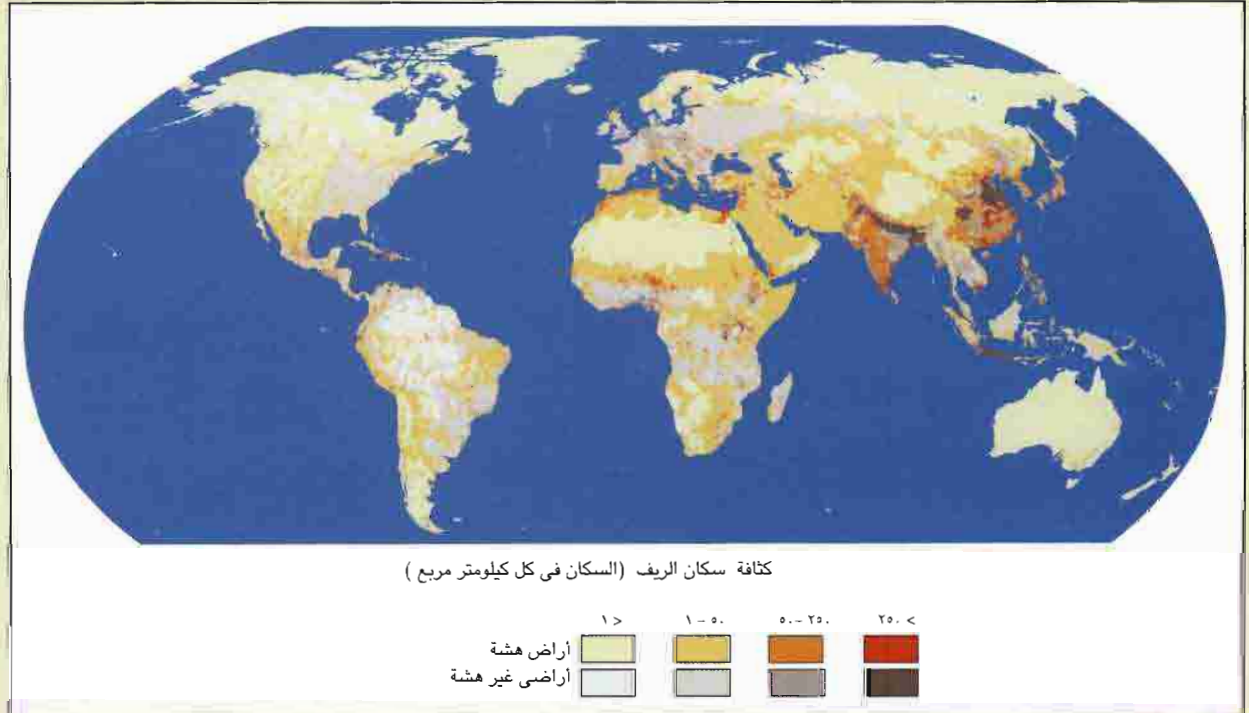 كثافة سكان الريف (السكان فى كل كيلومتر مربع)
١ > ١ – ٥٠ ٥٠ – ٢٥٠ ٢٥٠ <
أراض هشة
أراضى غير هشة